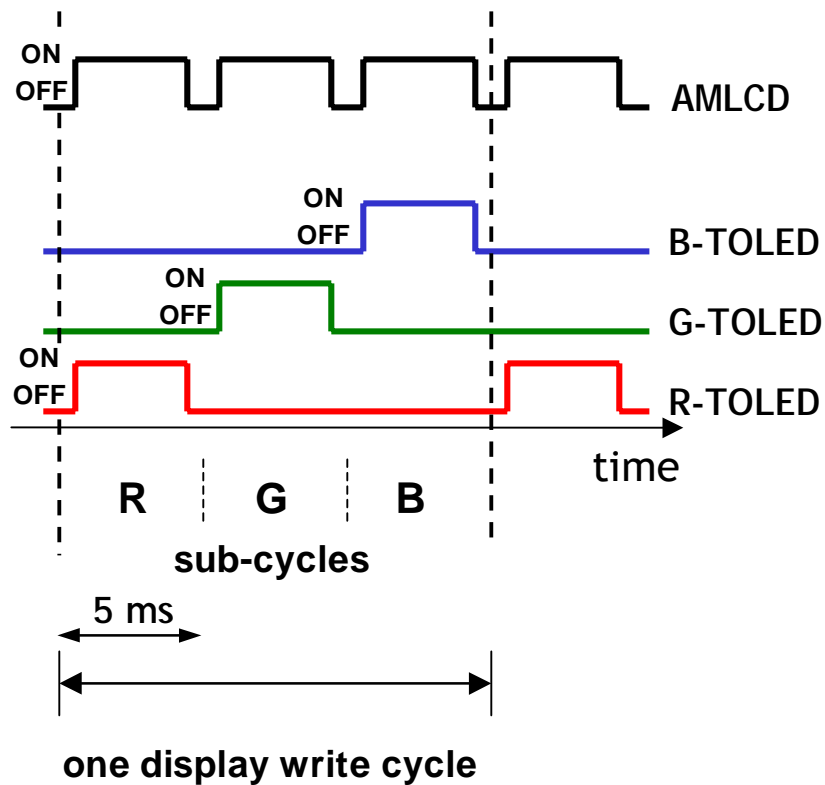 ON
OFF
AMLCD
ON
OFF
B-TOLED
ON
OFF
G-TOLED
ON
OFF
R-TOLED
time
R G B
sub-cycles
5 ms
one display write cycle